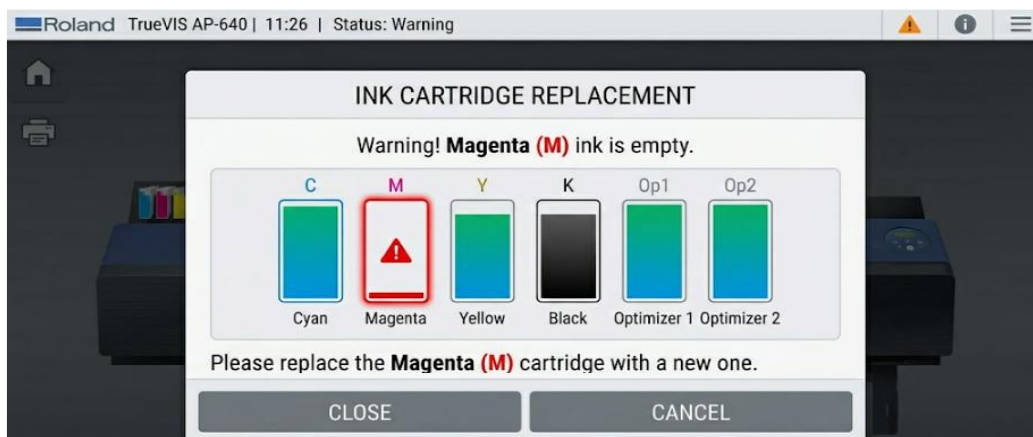 Roland TrueVIS AP-640 | 11:26 | Status: Warning
INK CARTRIDGE REPLACEMENT
Warning! Magenta (M) ink is empty.
C M Y K Op1 Op2
Cyan Magenta Yellow Black Optimizer 1 Optimizer 2
Please replace the Magenta (M) cartridge with a new one.
CLOSE CANCEL